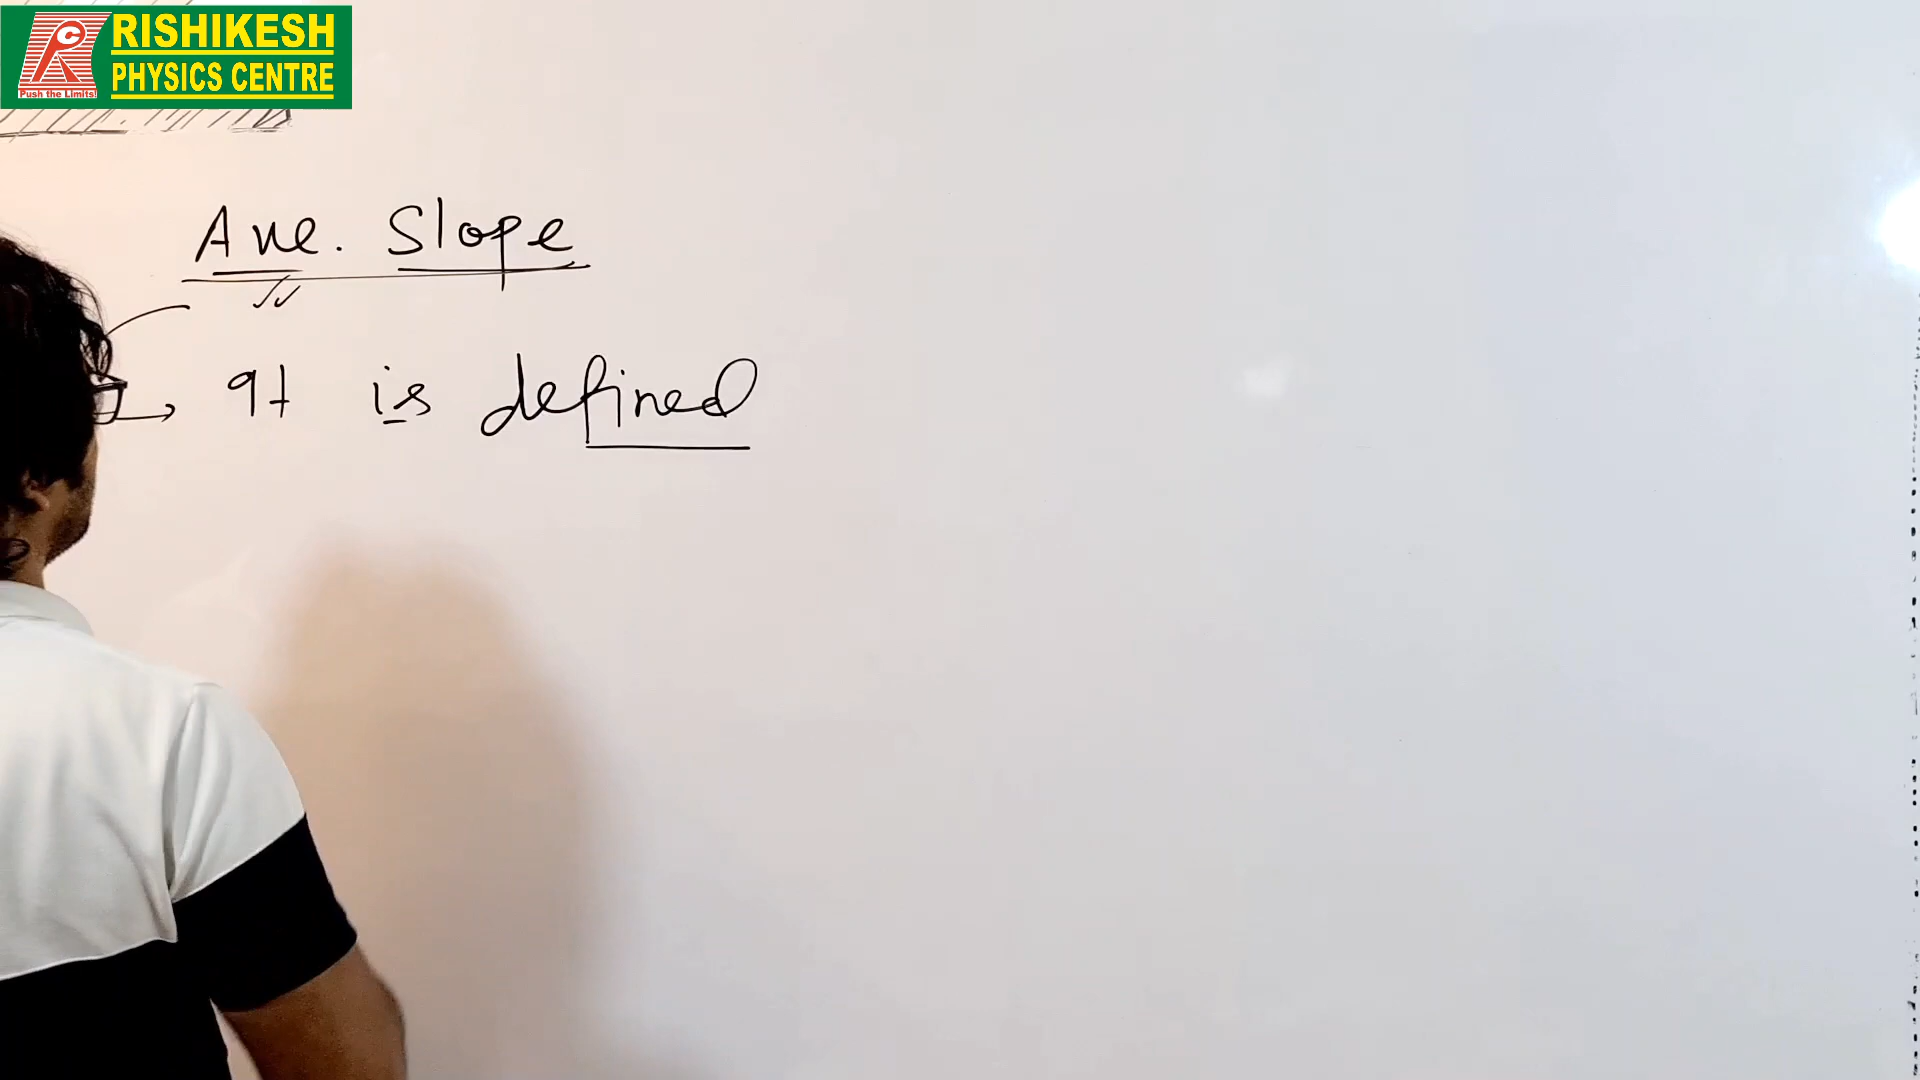 RISHIKESH
PHYSICS CENTRE
Push the Limits!
Ave. Slope
It is defined